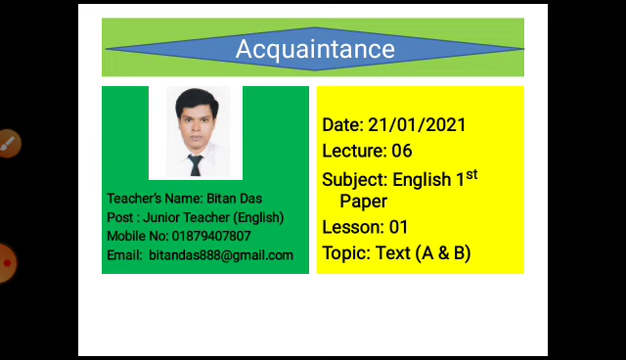 Acquaintance
Teacher's Name: Bitan Das
Post : Junior Teacher (English)
Mobile No: 01879407807
Email: bitandas888@gmail.com
Date: 21/01/2021
Lecture: 06
Subject: English 1st
Paper
Lesson: 01
Topic: Text (A & B)